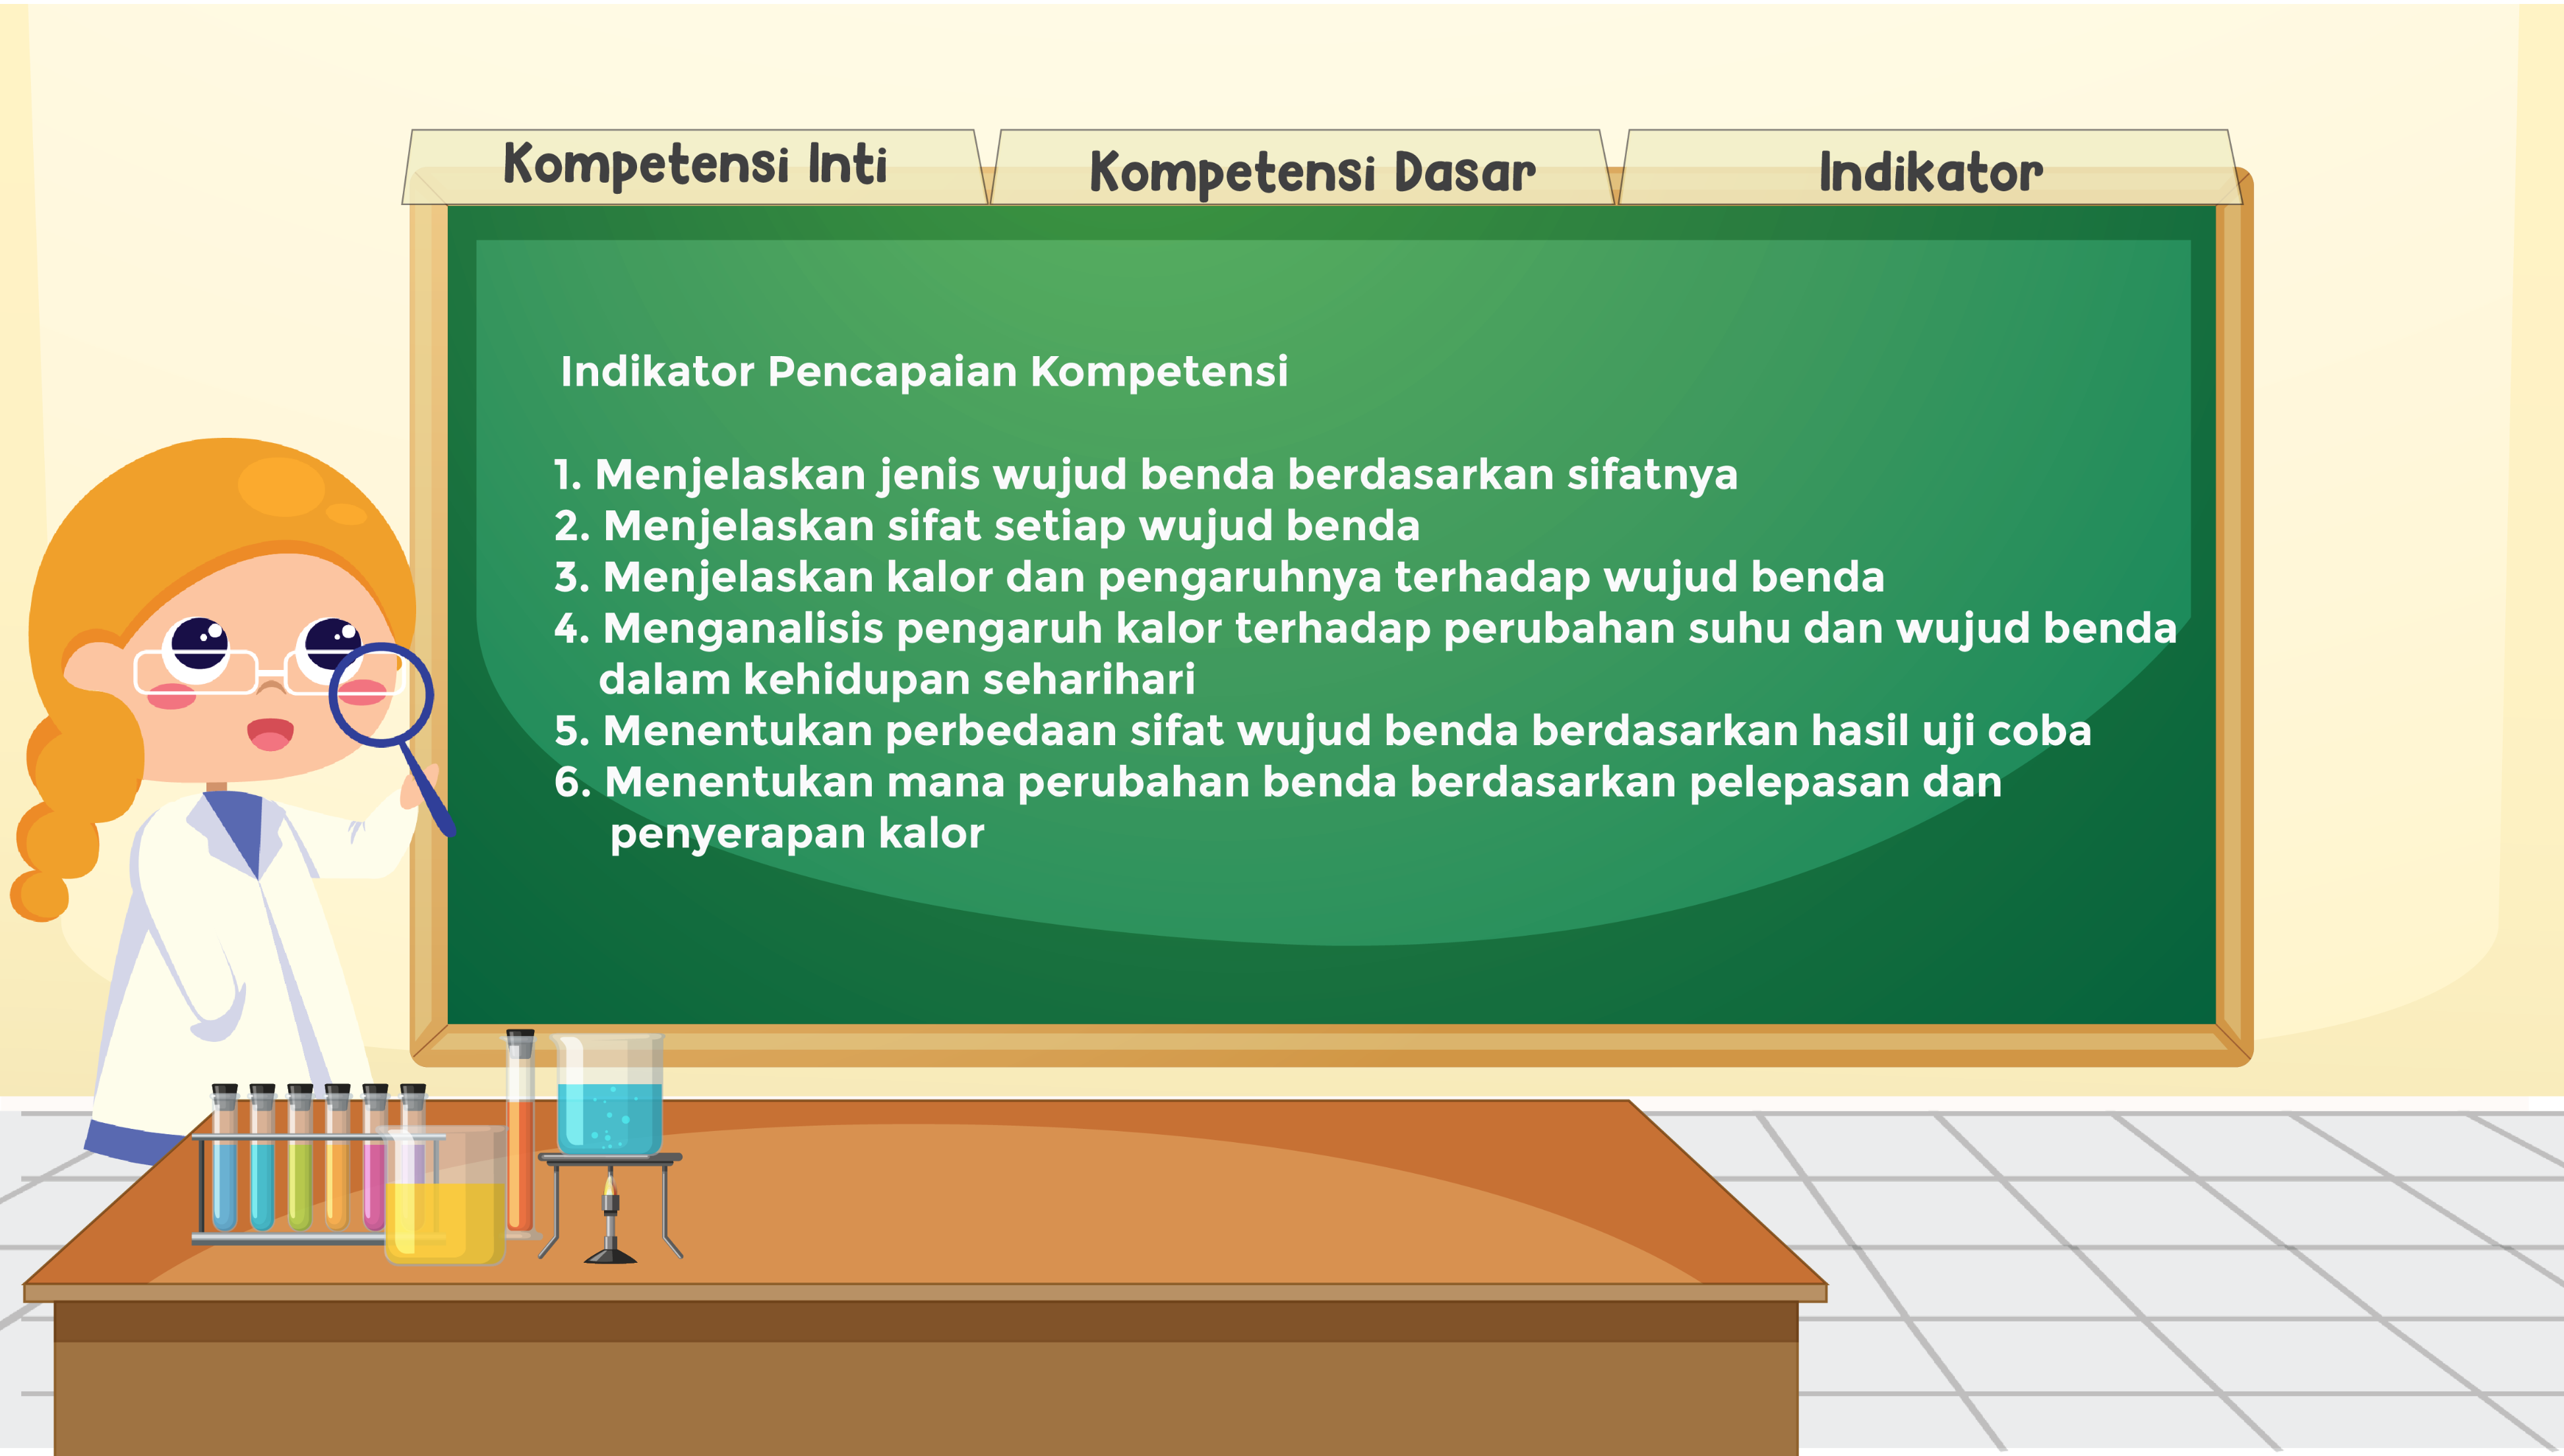 Kompetensi Inti
Kompetensi Dasar
Indikator
Indikator Pencapaian Kompetensi
1. Menjelaskan jenis wujud benda berdasarkan sifatnya
2. Menjelaskan sifat setiap wujud benda
3. Menjelaskan kalor dan pengaruhnya terhadap wujud benda
4. Menganalisis pengaruh kalor terhadap perubahan suhu dan wujud benda
dalam kehidupan seharihari
5. Menentukan perbedaan sifat wujud benda berdasarkan hasil uji coba
6. Menentukan mana perubahan benda berdasarkan pelepasan dan
penyerapan kalor